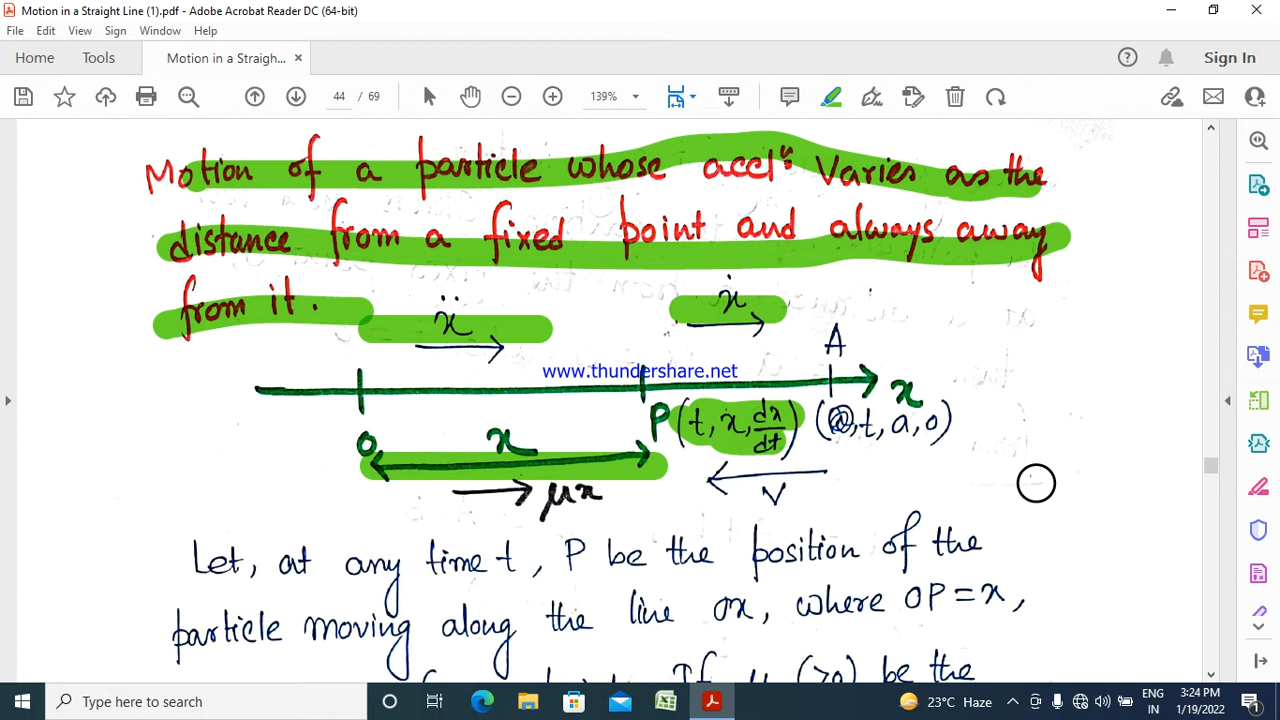 Motion in a Straight Line (1).pdf - Adobe Acrobat Reader DC (64-bit)
File Edit View Sign Window Help
Home Tools Motion in a Straigh... × Sign In
44 / 69 139%
Motion of a particle whose acclⁿ varies as the
distance from a fixed point and always away
from it.
ẍ ẋ
A
www.thundershare.net
x
O x P (t, x, dx/dt) (t, a, 0)
μx V
Let, at any time t, P be the position of the
particle moving along the line ox, where OP = x,
If μ (>0) be the
Type here to search
23°C Haze
ENG
IN
3:24 PM
1/19/2022